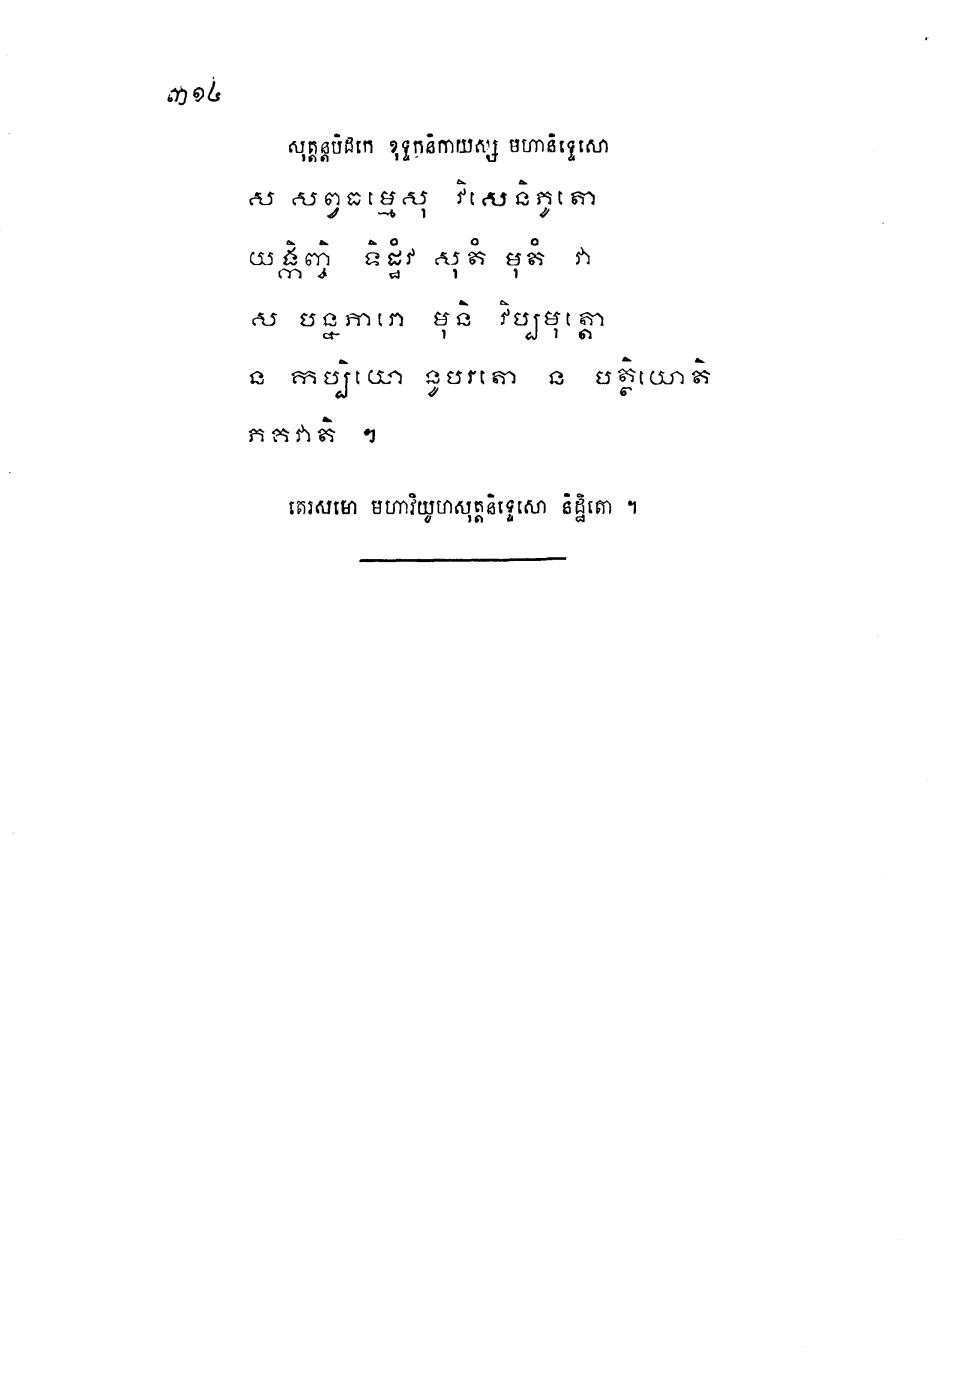 ៣១៤
សុត្តន្តបិដកេ ខុទ្ទកនិកាយស្ស មហានិទ្ទេសោ
ស សព្វធម្មេសុ វិសេនិភូតោ
យង្កិញ្ចិ ទិដ្ឋំវ សុតំ មុតំ វា
ស បន្នភារោ មុនិ វិប្បមុត្តោ
ន កប្បិយោ នូបរតោ ន បត្ថិយោតិ
ភគវាតិ ។
តេរសមោ មហាវិយូហសុត្តនិទ្ទេសោ និដ្ឋិតោ ។